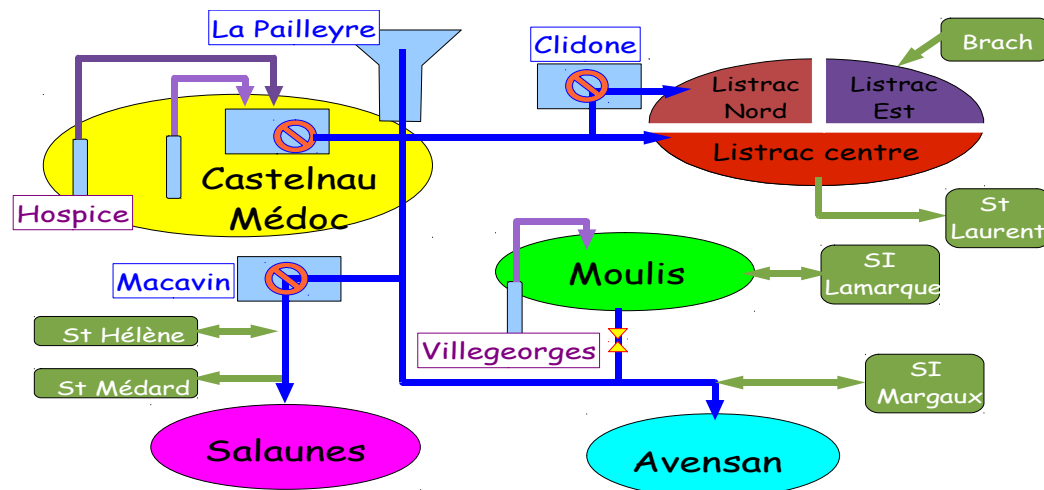 La Pailleyre
Clidone
Brach
Listrac
Nord
Listrac
Est
Listrac centre
Castelnau
Médoc
Hospice
St
Laurent
Macavin
Moulis
SI
Lamarque
St Hélène
Villegeorges
St Médard
SI
Margaux
Salaunes
Avensan